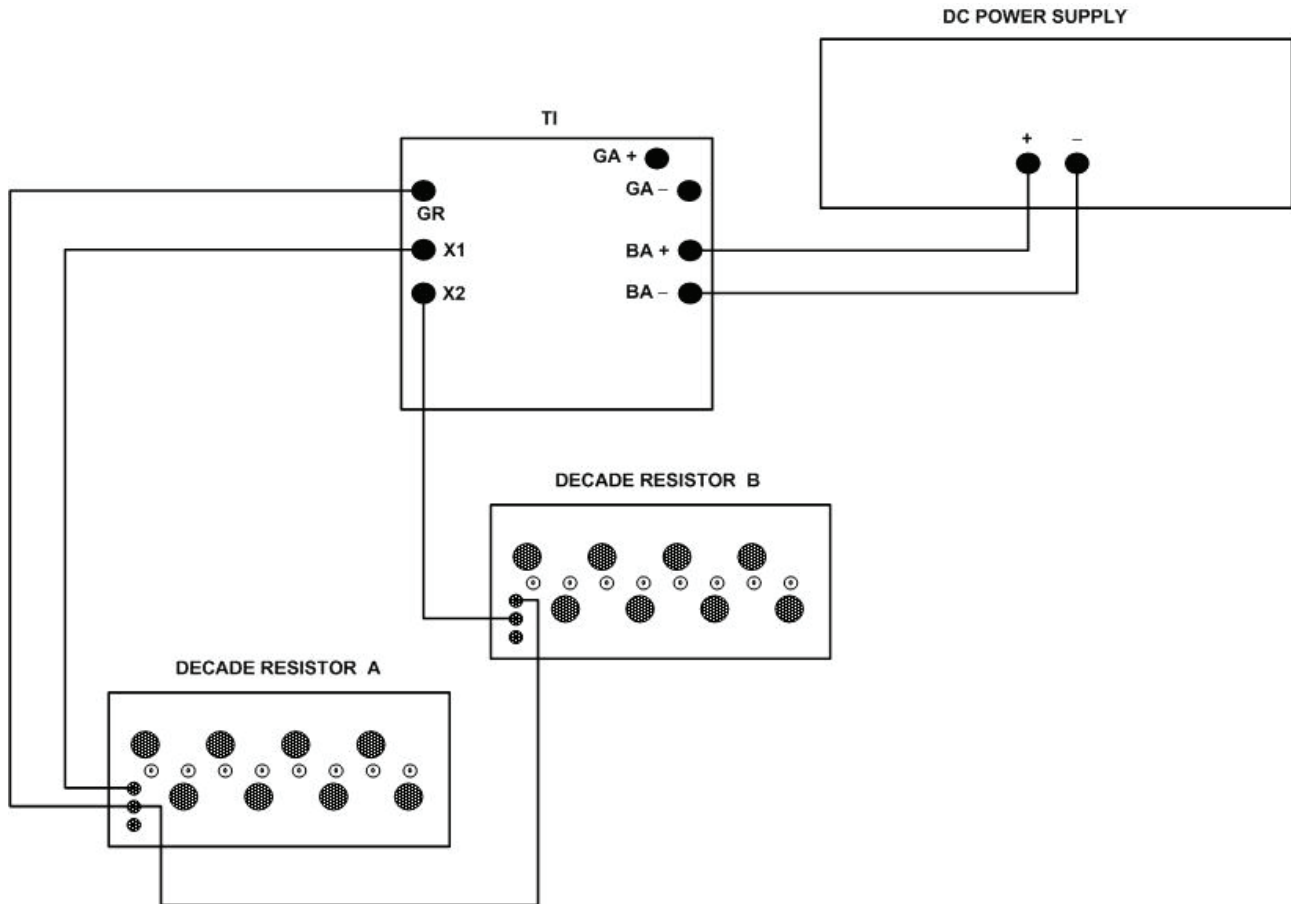 DC POWER SUPPLY
+ –
TI
GA +
GA –
GR
X1
BA +
X2
BA –
DECADE RESISTOR B
DECADE RESISTOR A